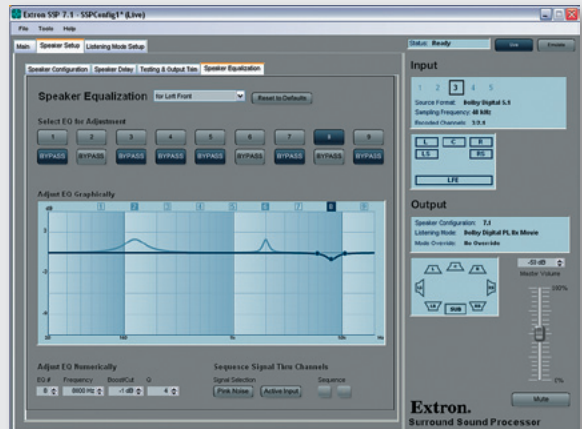 Extron SSP 7.1 - SSPConfig1* (Live)
File Tools Help
Main Speaker Setup Listening Mode Setup
Speaker Configuration Speaker Delay Testing & Output Trim Speaker Equalization
Speaker Equalization for Left Front Reset to Defaults
Select EQ for Adjustment
1 2 3 4 5 6 7 8 9
BYPASS BYPASS BYPASS BYPASS BYPASS BYPASS BYPASS BYPASS BYPASS
Adjust EQ Graphically
dB 1 2 3 4 5 6 7 8 9
3
-3
20 100 1k 10k Hz
Adjust EQ Numerically
EQ # Frequency Boost/Cut Q
8 8600 Hz -1 dB 4
Sequence Signal Thru Channels
Signal Selection Sequence
Pink Noise Active Input
Status: Ready Live Emulate
Input
1 2 3 4 5
Source Format: Dolby Digital 5.1
Sampling Frequency: 48 kHz
Encoded Channels: 3/2.1
L C R
LS RS
LFE
Output
Speaker Configuration: 7.1
Listening Mode: Dolby Digital PL IIx Movie
Mode Override: No Override
SUB
-50 dB
Master Volume
100%
0%
Mute
Extron.
Surround Sound Processor